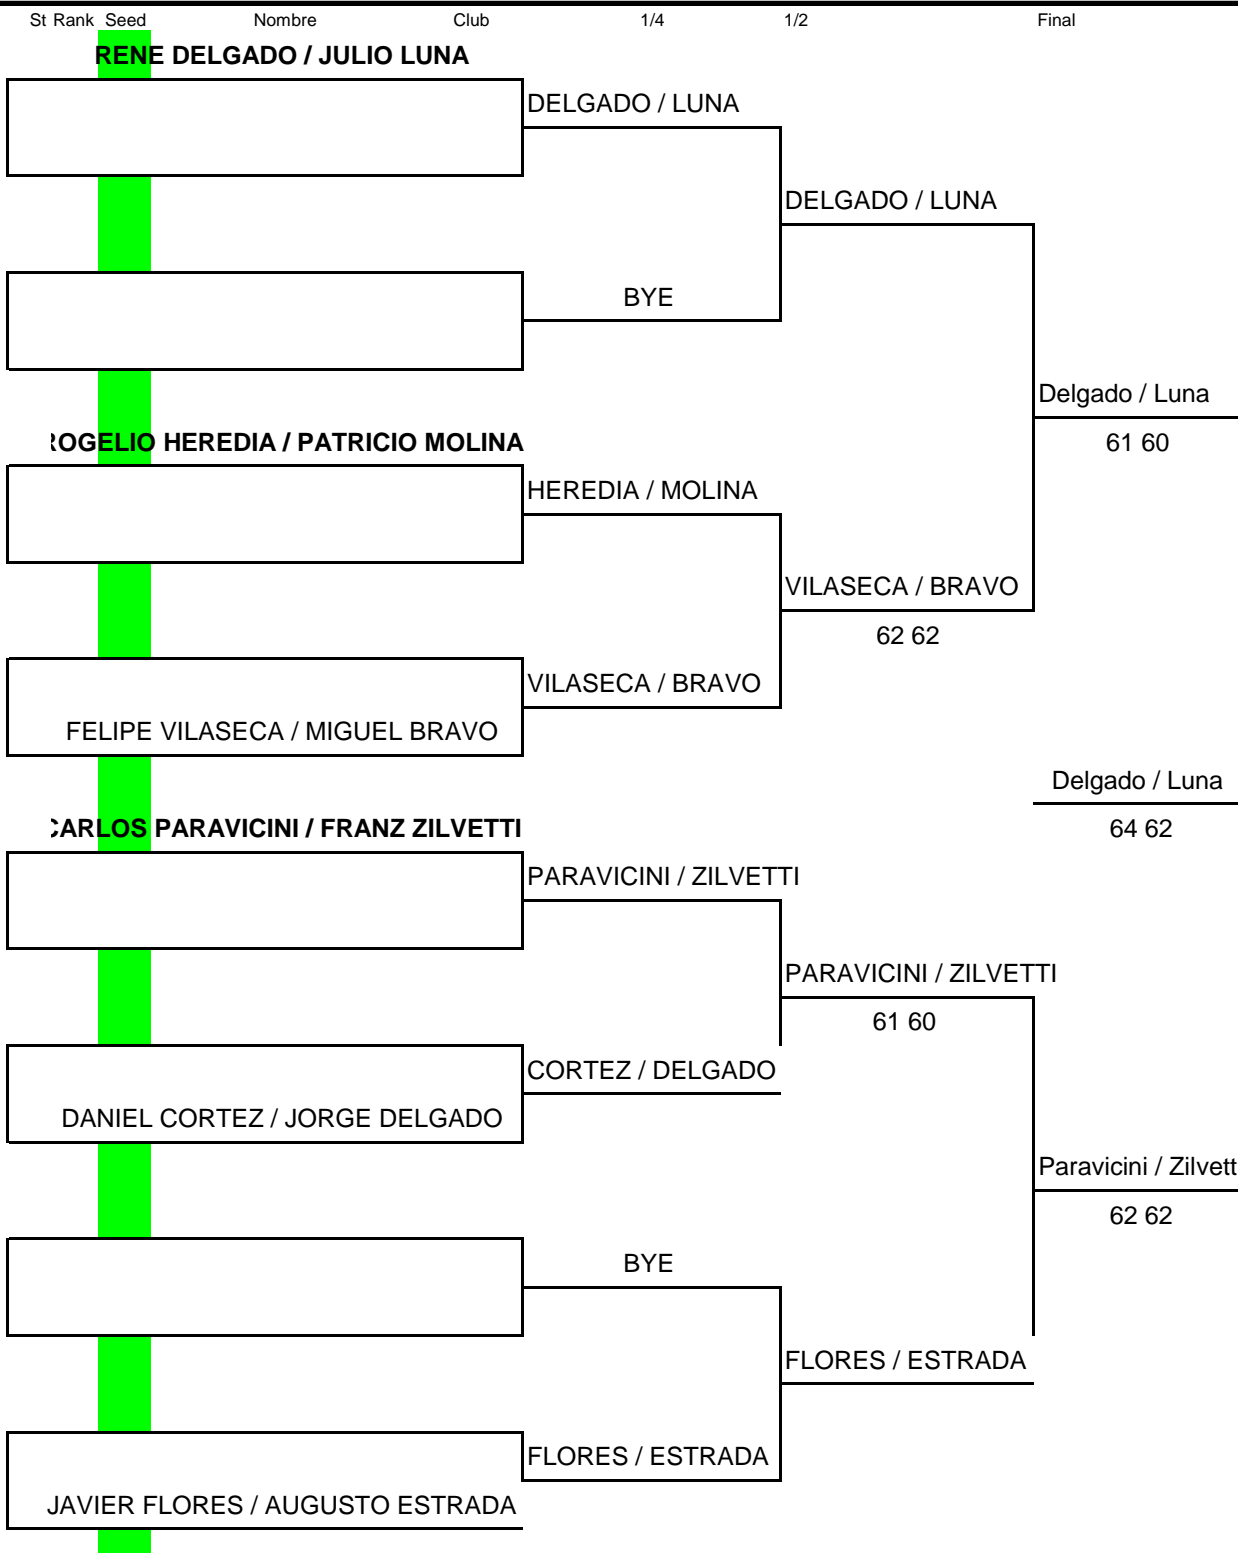 St Rank Seed Nombre Club 1/4 1/2 Final
RENE DELGADO / JULIO LUNA
DELGADO / LUNA
DELGADO / LUNA
BYE
Delgado / Luna
61 60
ROGELIO HEREDIA / PATRICIO MOLINA
HEREDIA / MOLINA
VILASECA / BRAVO
62 62
VILASECA / BRAVO
FELIPE VILASECA / MIGUEL BRAVO
Delgado / Luna
64 62
CARLOS PARAVICINI / FRANZ ZILVETTI
PARAVICINI / ZILVETTI
PARAVICINI / ZILVETTI
61 60
CORTEZ / DELGADO
DANIEL CORTEZ / JORGE DELGADO
Paravicini / Zilvett
62 62
BYE
FLORES / ESTRADA
FLORES / ESTRADA
JAVIER FLORES / AUGUSTO ESTRADA